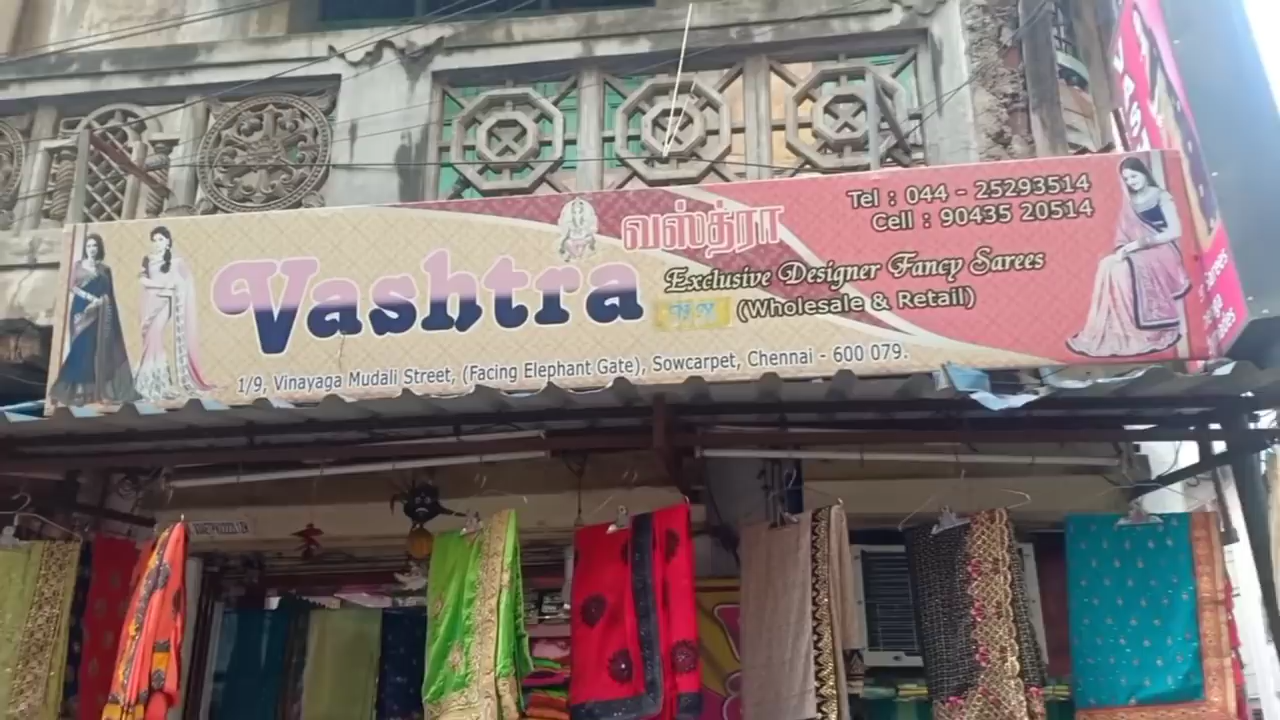 வஸ்த்ரா
Tel : 044 - 25293514
Cell : 90435 20514
Vashtra
Exclusive Designer Fancy Sarees
(Wholesale & Retail)
1/9, Vinayaga Mudali Street, (Facing Elephant Gate), Sowcarpet, Chennai - 600 079.